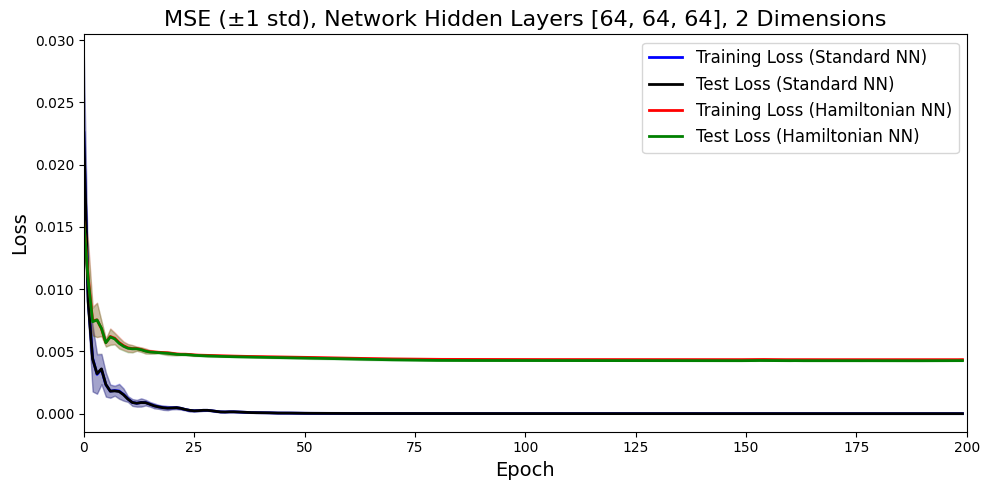 MSE (±1 std), Network Hidden Layers [64, 64, 64], 2 Dimensions
Loss
0.030
0.025
0.020
0.015
0.010
0.005
0.000
Training Loss (Standard NN)
Test Loss (Standard NN)
Training Loss (Hamiltonian NN)
Test Loss (Hamiltonian NN)
0 25 50 75 100 125 150 175 200
Epoch